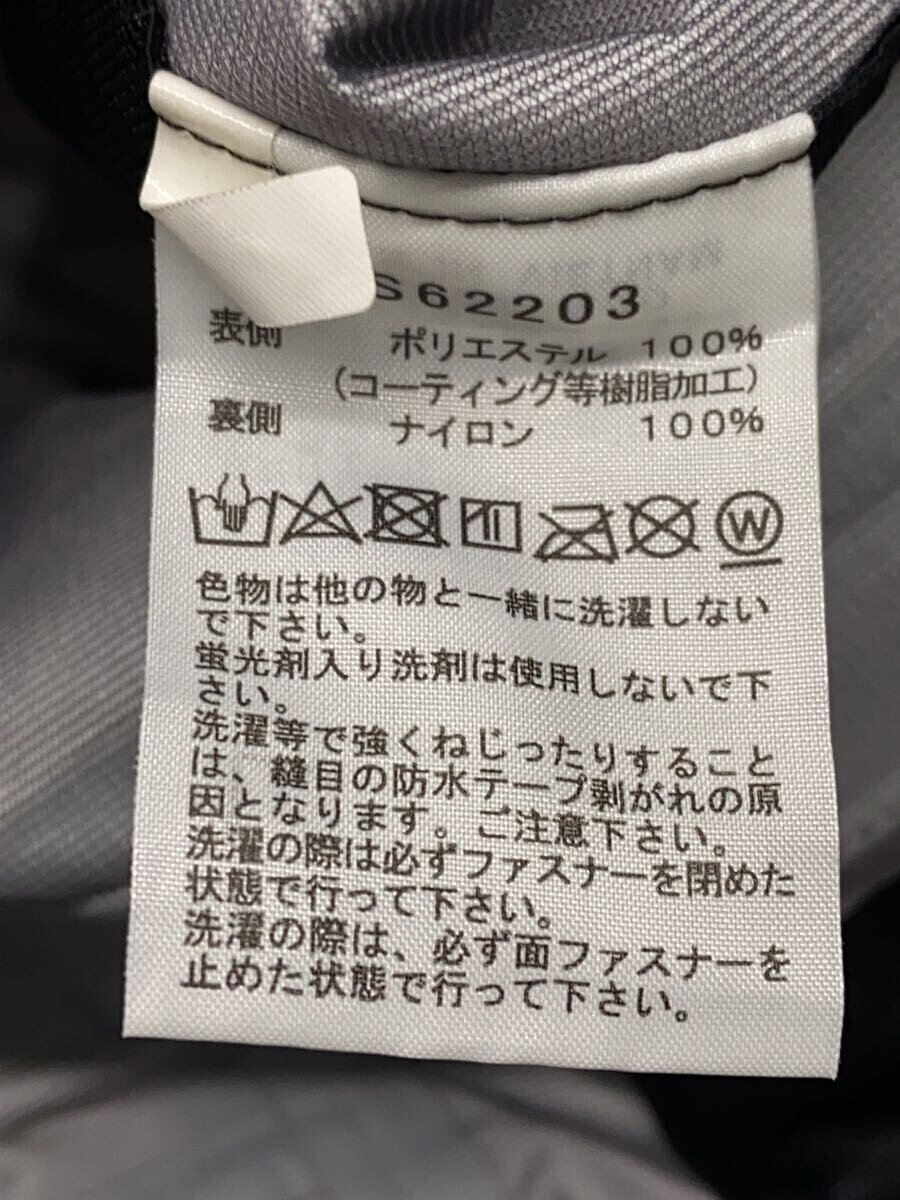 S62203
表側 ポリエステル 100%
(コーティング等樹脂加工)
裏側 ナイロン 100%
W
色物は他の物と一緒に洗濯しない
で下さい。
蛍光剤入り洗剤は使用しないで下
さい。
洗濯等で強くねじったりすること
は、縫目の防水テープ剥がれの原
因となります。ご注意下さい。
洗濯の際は必ずファスナーを閉めた
状態で行って下さい。
洗濯の際は、必ず面ファスナーを
止めた状態で行って下さい。